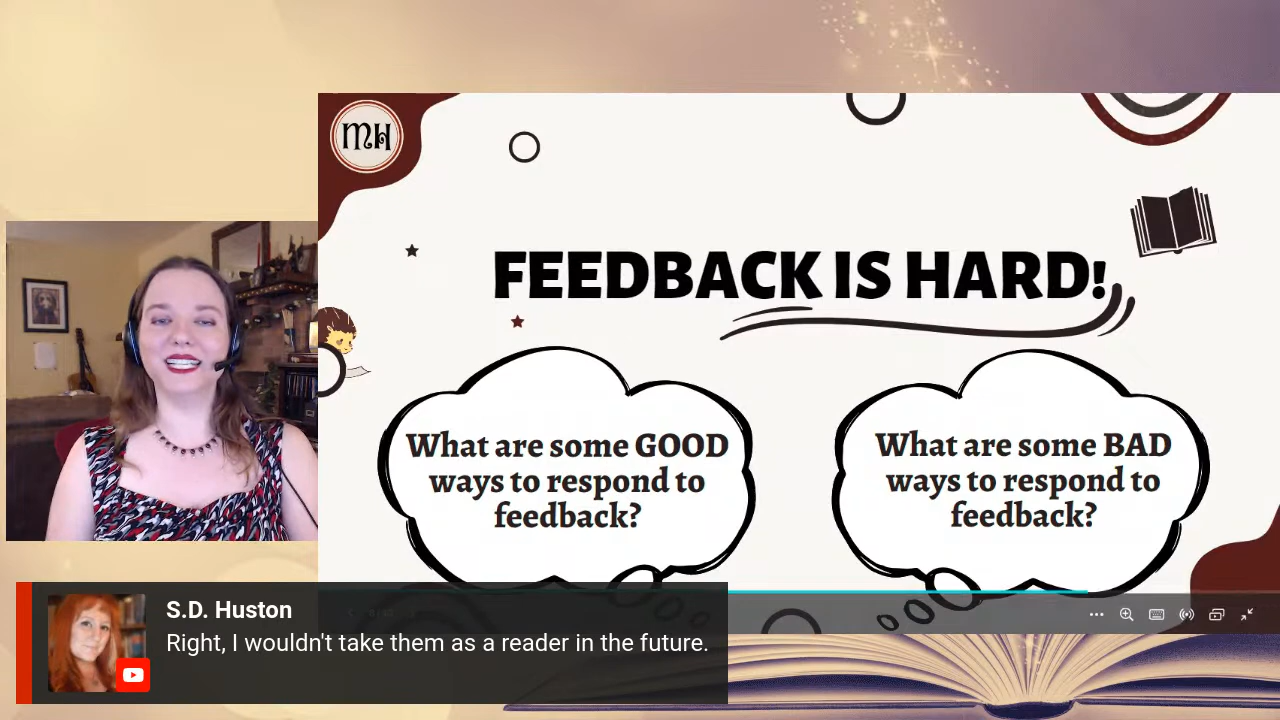 MH
FEEDBACK IS HARD!
What are some GOOD
ways to respond to
feedback?
What are some BAD
ways to respond to
feedback?
S.D. Huston
Right, I wouldn't take them as a reader in the future.